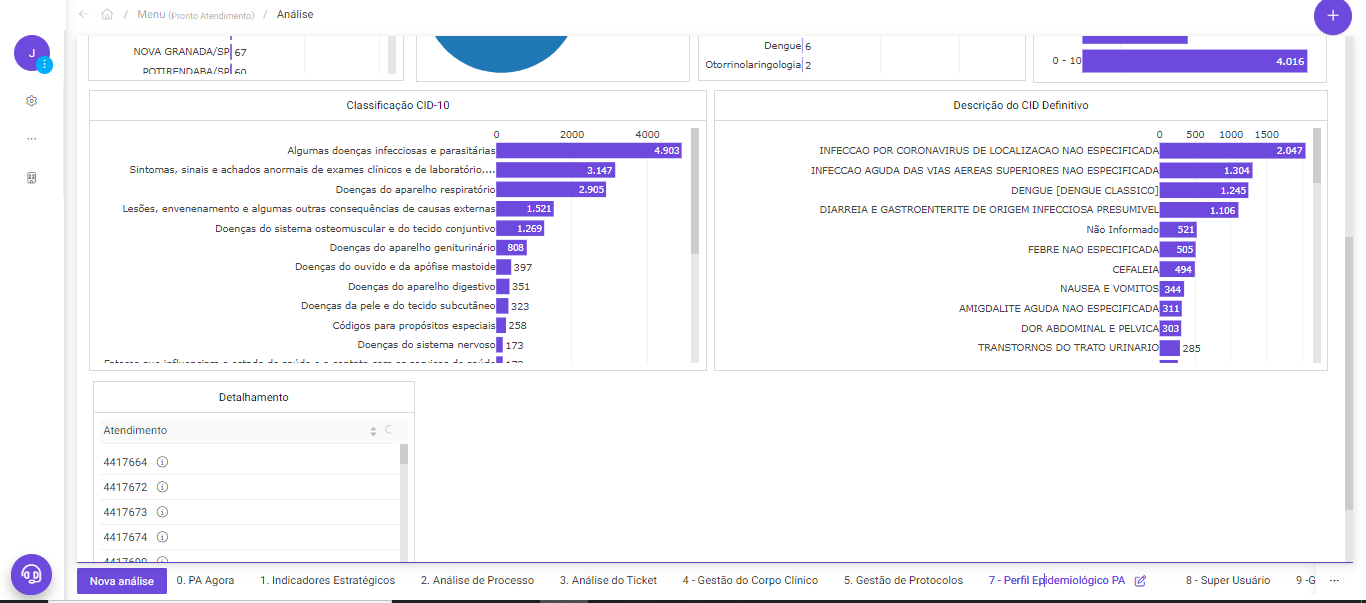 Menu (Pronto Atendimento) / Análise
+
J
NOVA GRANADA/SP 67
POTIRENDABA/SP 60
Dengue 6
Otorrinolaringologia 2
0 - 10 4.016
Classificação CID-10
0 2000 4000
Algumas doenças infecciosas e parasitárias 4.903
Sintomas, sinais e achados anormais de exames clínicos e de laboratório,... 3.147
Doenças do aparelho respiratório 2.905
Lesões, envenenamento e algumas outras consequências de causas externas 1.521
Doenças do sistema osteomuscular e do tecido conjuntivo 1.269
Doenças do aparelho geniturinário 808
Doenças do ouvido e da apófise mastoide 397
Doenças do aparelho digestivo 351
Doenças da pele e do tecido subcutâneo 323
Códigos para propósitos especiais 258
Doenças do sistema nervoso 173
Descrição do CID Definitivo
0 500 1000 1500
INFECCAO POR CORONAVIRUS DE LOCALIZACAO NAO ESPECIFICADA 2.047
INFECCAO AGUDA DAS VIAS AEREAS SUPERIORES NAO ESPECIFICADA 1.304
DENGUE [DENGUE CLASSICO] 1.245
DIARREIA E GASTROENTERITE DE ORIGEM INFECCIOSA PRESUMIVEL 1.106
Não Informado 521
FEBRE NAO ESPECIFICADA 505
CEFALEIA 494
NAUSEA E VOMITOS 344
AMIGDALITE AGUDA NAO ESPECIFICADA 311
DOR ABDOMINAL E PELVICA 303
TRANSTORNOS DO TRATO URINARIO 285
Detalhamento
Atendimento
4417664
4417672
4417673
4417674
Nova análise 0. PA Agora 1. Indicadores Estratégicos 2. Análise de Processo 3. Análise do Ticket 4 - Gestão do Corpo Clínico 5. Gestão de Protocolos 7 - Perfil Epidemiológico PA 8 - Super Usuário 9 -G ...